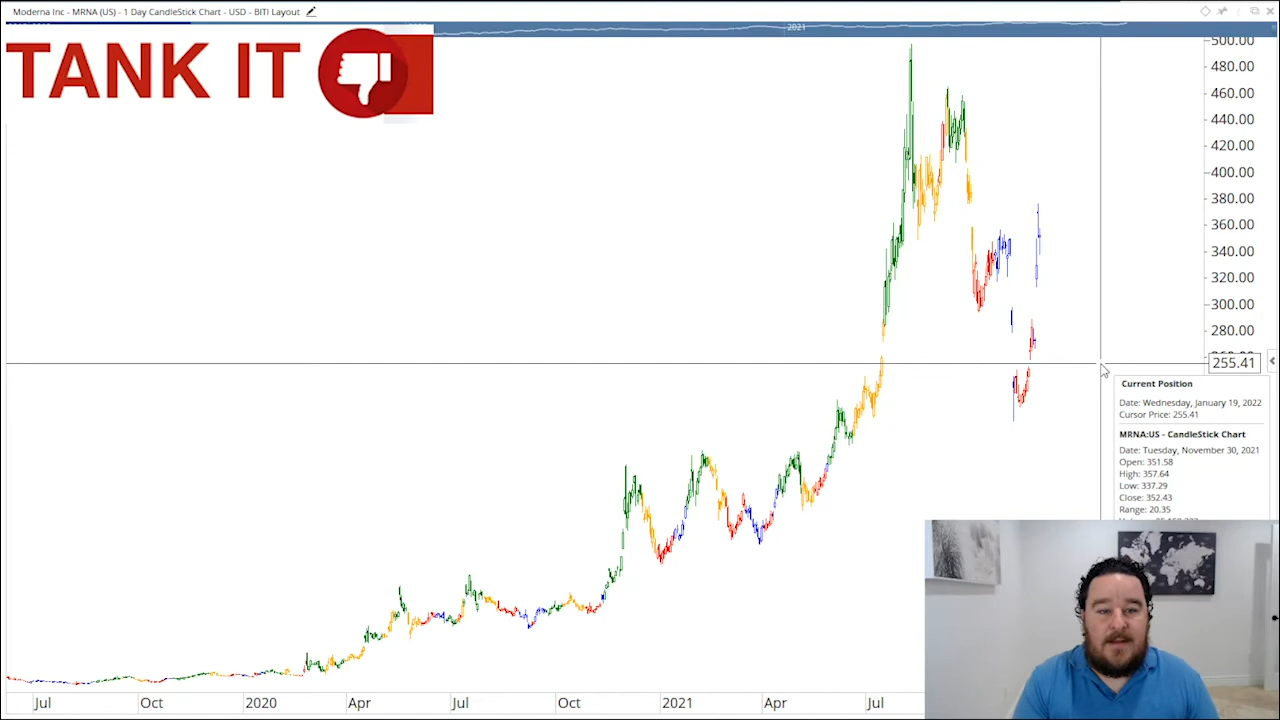 Moderna Inc - MRNA (US) - 1 Day CandleStick Chart - USD - BITI Layout
2021
TANK IT
500.00
480.00
460.00
440.00
420.00
400.00
380.00
360.00
340.00
320.00
300.00
280.00
255.41
Current Position
Date: Wednesday, January 19, 2022
Cursor Price: 255.41
MRNA:US - CandleStick Chart
Date: Tuesday, November 30, 2021
Open: 351.58
High: 357.64
Low: 337.29
Close: 352.43
Range: 20.35
Jul Oct 2020 Apr Jul Oct 2021 Apr Jul